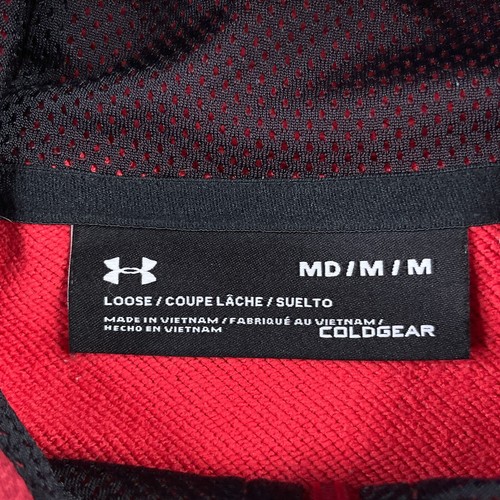 MD / M / M
LOOSE / COUPE LÂCHE / SUELTO
MADE IN VIETNAM / FABRIQUÉ AU VIETNAM /
HECHO EN VIETNAM
COLDGEAR